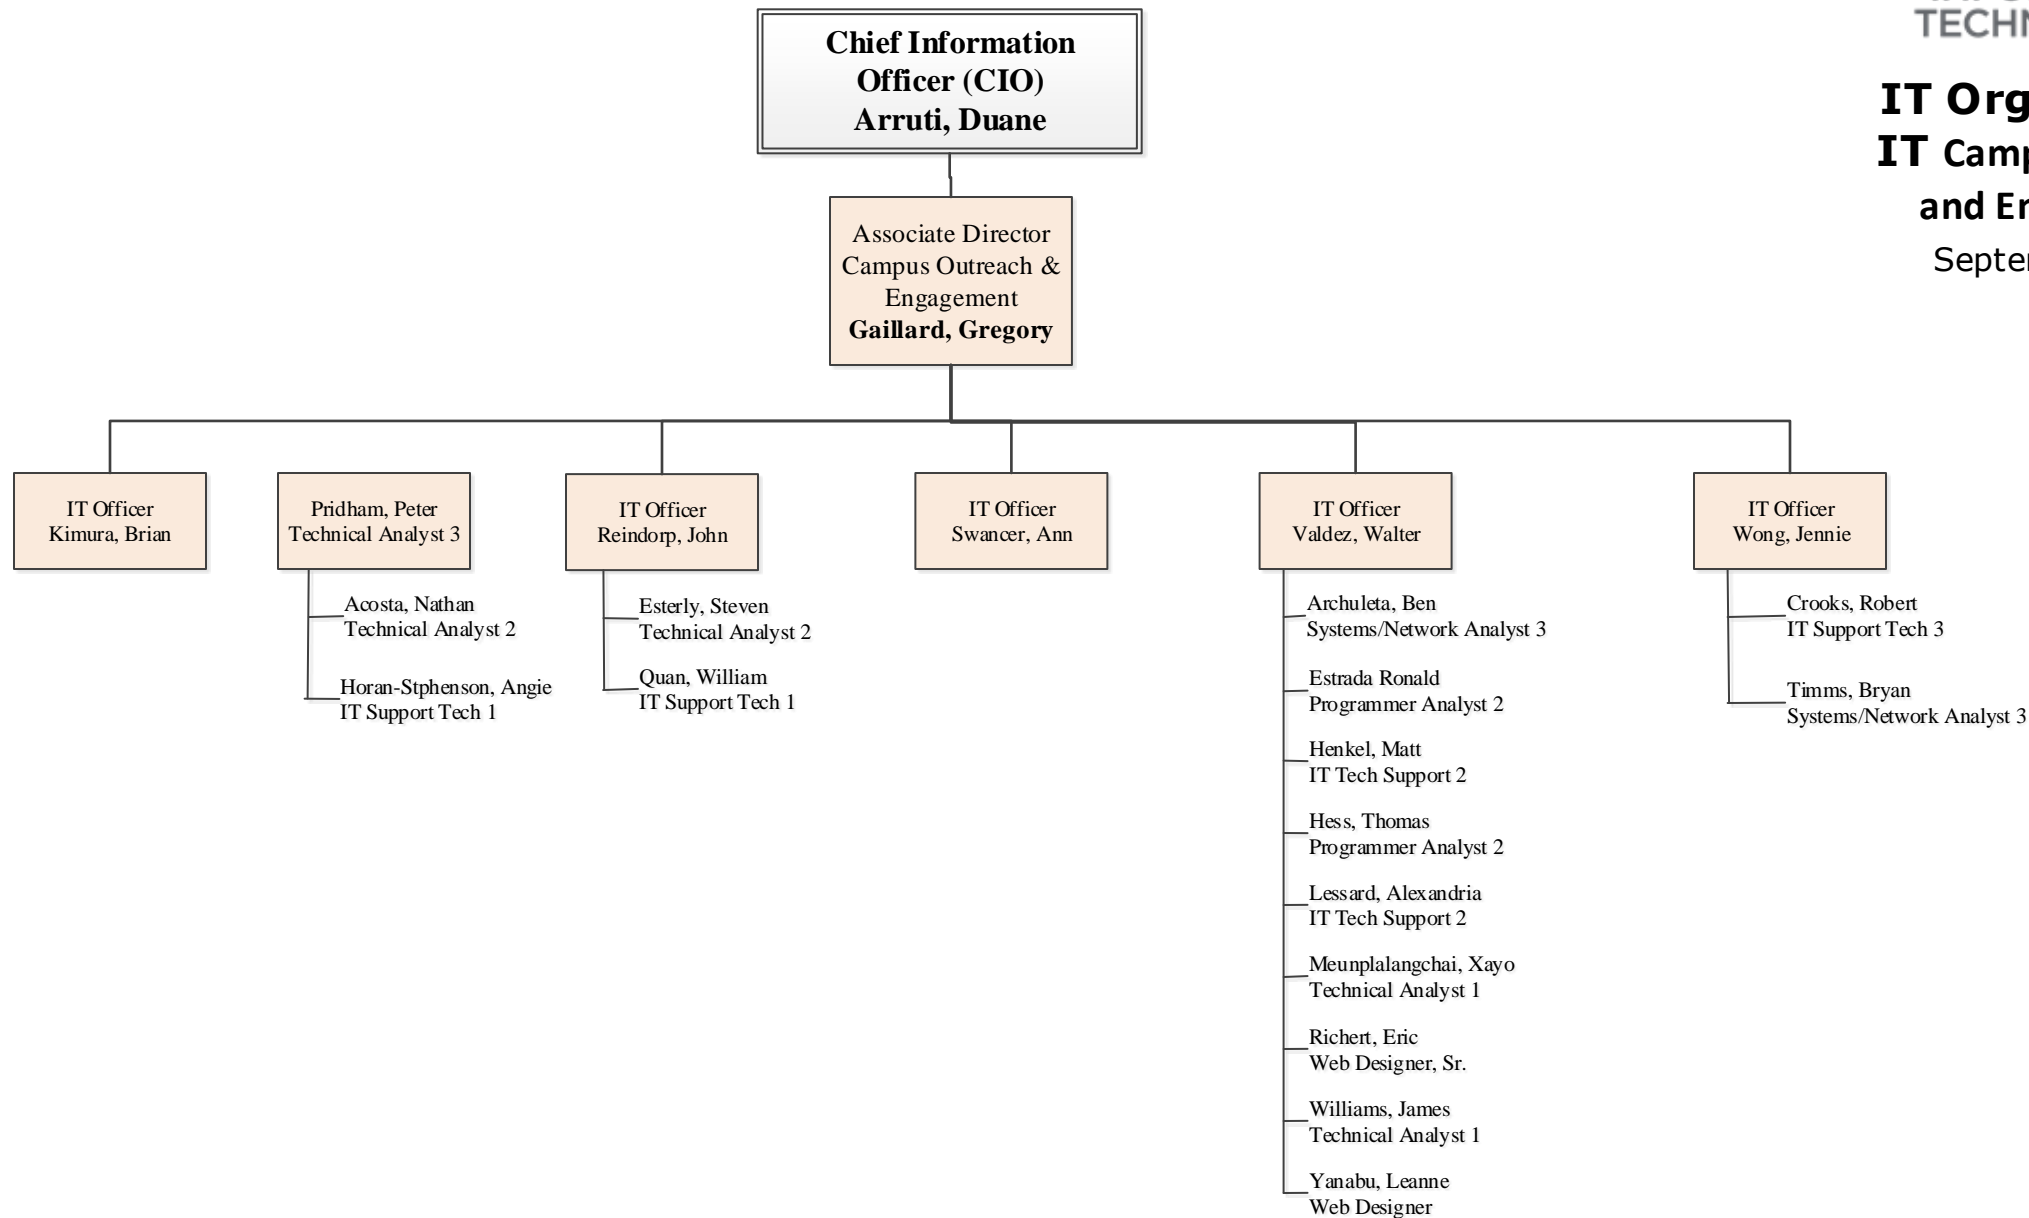 Chief Information
Officer (CIO)
Arruti, Duane
Associate Director
Campus Outreach &
Engagement
Gaillard, Gregory
IT
and
IT Officer
Kimura, Brian
Pridham, Peter
Technical Analyst 3
IT Officer
Reindorp, John
IT Officer
Swancer, Ann
IT Officer
Valdez, Walter
IT Officer
Wong, Jennie
Acosta, Nathan
Technical Analyst 2
Horan-Stphenson, Angie
IT Support Tech 1
Esterly, Steven
Technical Analyst 2
Quan, William
IT Support Tech 1
Archuleta, Ben
Systems/Network Analyst 3
Estrada Ronald
Programmer Analyst 2
Henkel, Matt
IT Tech Support 2
Hess, Thomas
Programmer Analyst 2
Lessard, Alexandria
IT Tech Support 2
Meunplalangchai, Xayo
Technical Analyst 1
Richert, Eric
Web Designer, Sr.
Williams, James
Technical Analyst 1
Yanabu, Leanne
Web Designer
Crooks, Robert
IT Support Tech 3
Timms, Bryan
Systems/Network Analyst 3